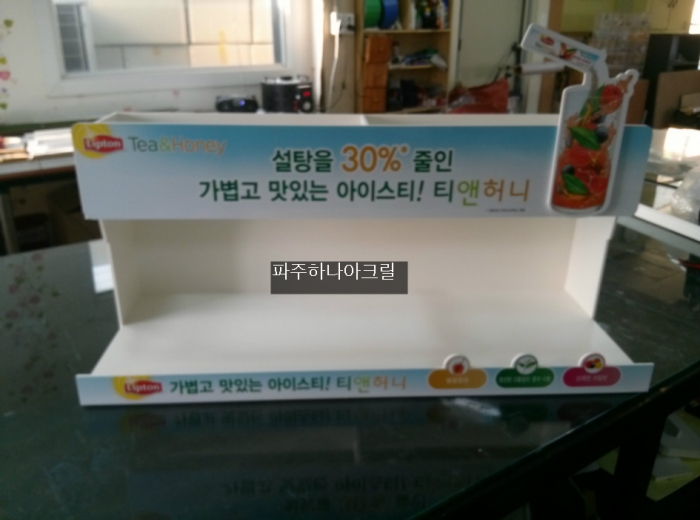 Lipton Tea&Honey
설탕을 30%* 줄인
가볍고 맛있는 아이스티! 티앤허니
파주하나아크릴
Lipton 가볍고 맛있는 아이스티! 티앤허니